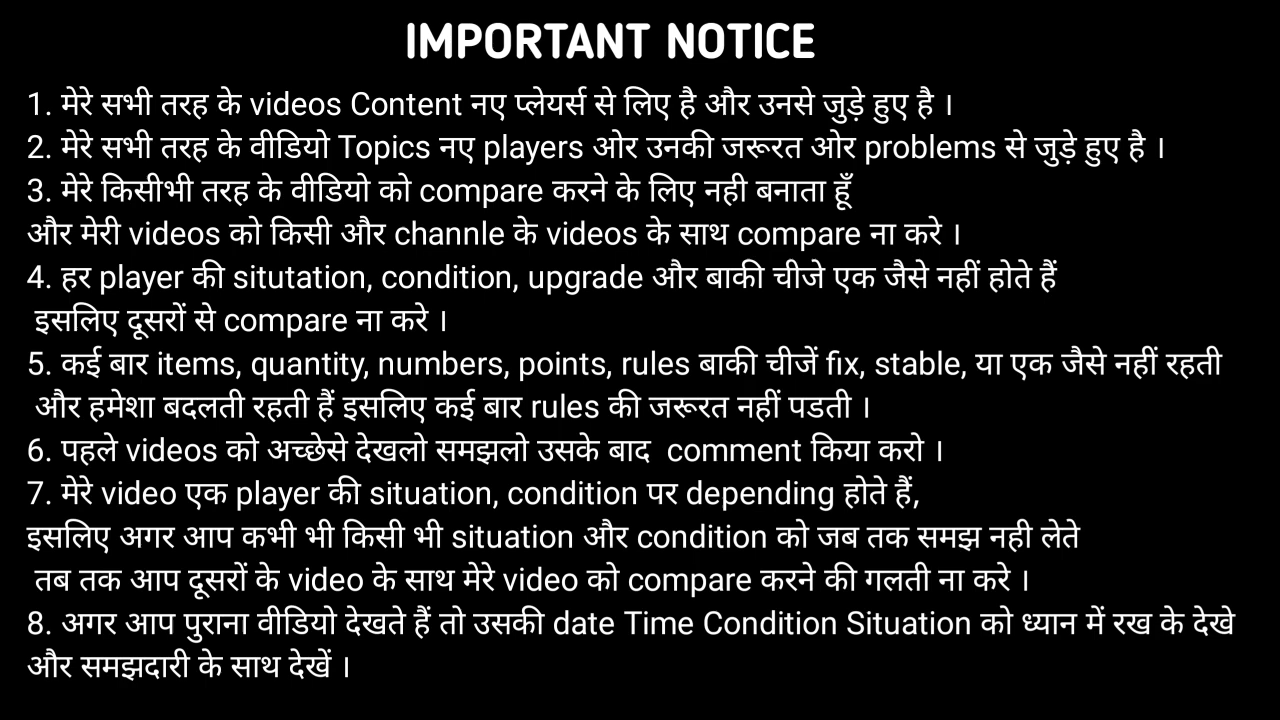 IMPORTANT NOTICE
1. मेरे सभी तरह के videos Content नए प्लेयर्स से लिए है और उनसे जुड़े हुए है ।
2. मेरे सभी तरह के वीडियो Topics नए players ओर उनकी जरूरत ओर problems से जुड़े हुए है ।
3. मेरे किसीभी तरह के वीडियो को compare करने के लिए नही बनाता हूँ
और मेरी videos को किसी और channle के videos के साथ compare ना करे ।
4. हर player की situtation, condition, upgrade और बाकी चीजे एक जैसे नहीं होते हैं
इसलिए दूसरों से compare ना करे ।
5. कई बार items, quantity, numbers, points, rules बाकी चीजें fix, stable, या एक जैसे नहीं रहती
और हमेशा बदलती रहती हैं इसलिए कई बार rules की जरूरत नहीं पडती ।
6. पहले videos को अच्छेसे देखलो समझलो उसके बाद  comment किया करो ।
7. मेरे video एक player की situation, condition पर depending होते हैं,
इसलिए अगर आप कभी भी किसी भी situation और condition को जब तक समझ नही लेते
तब तक आप दूसरों के video के साथ मेरे video को compare करने की गलती ना करे ।
8. अगर आप पुराना वीडियो देखते हैं तो उसकी date Time Condition Situation को ध्यान में रख के देखे
और समझदारी के साथ देखें ।